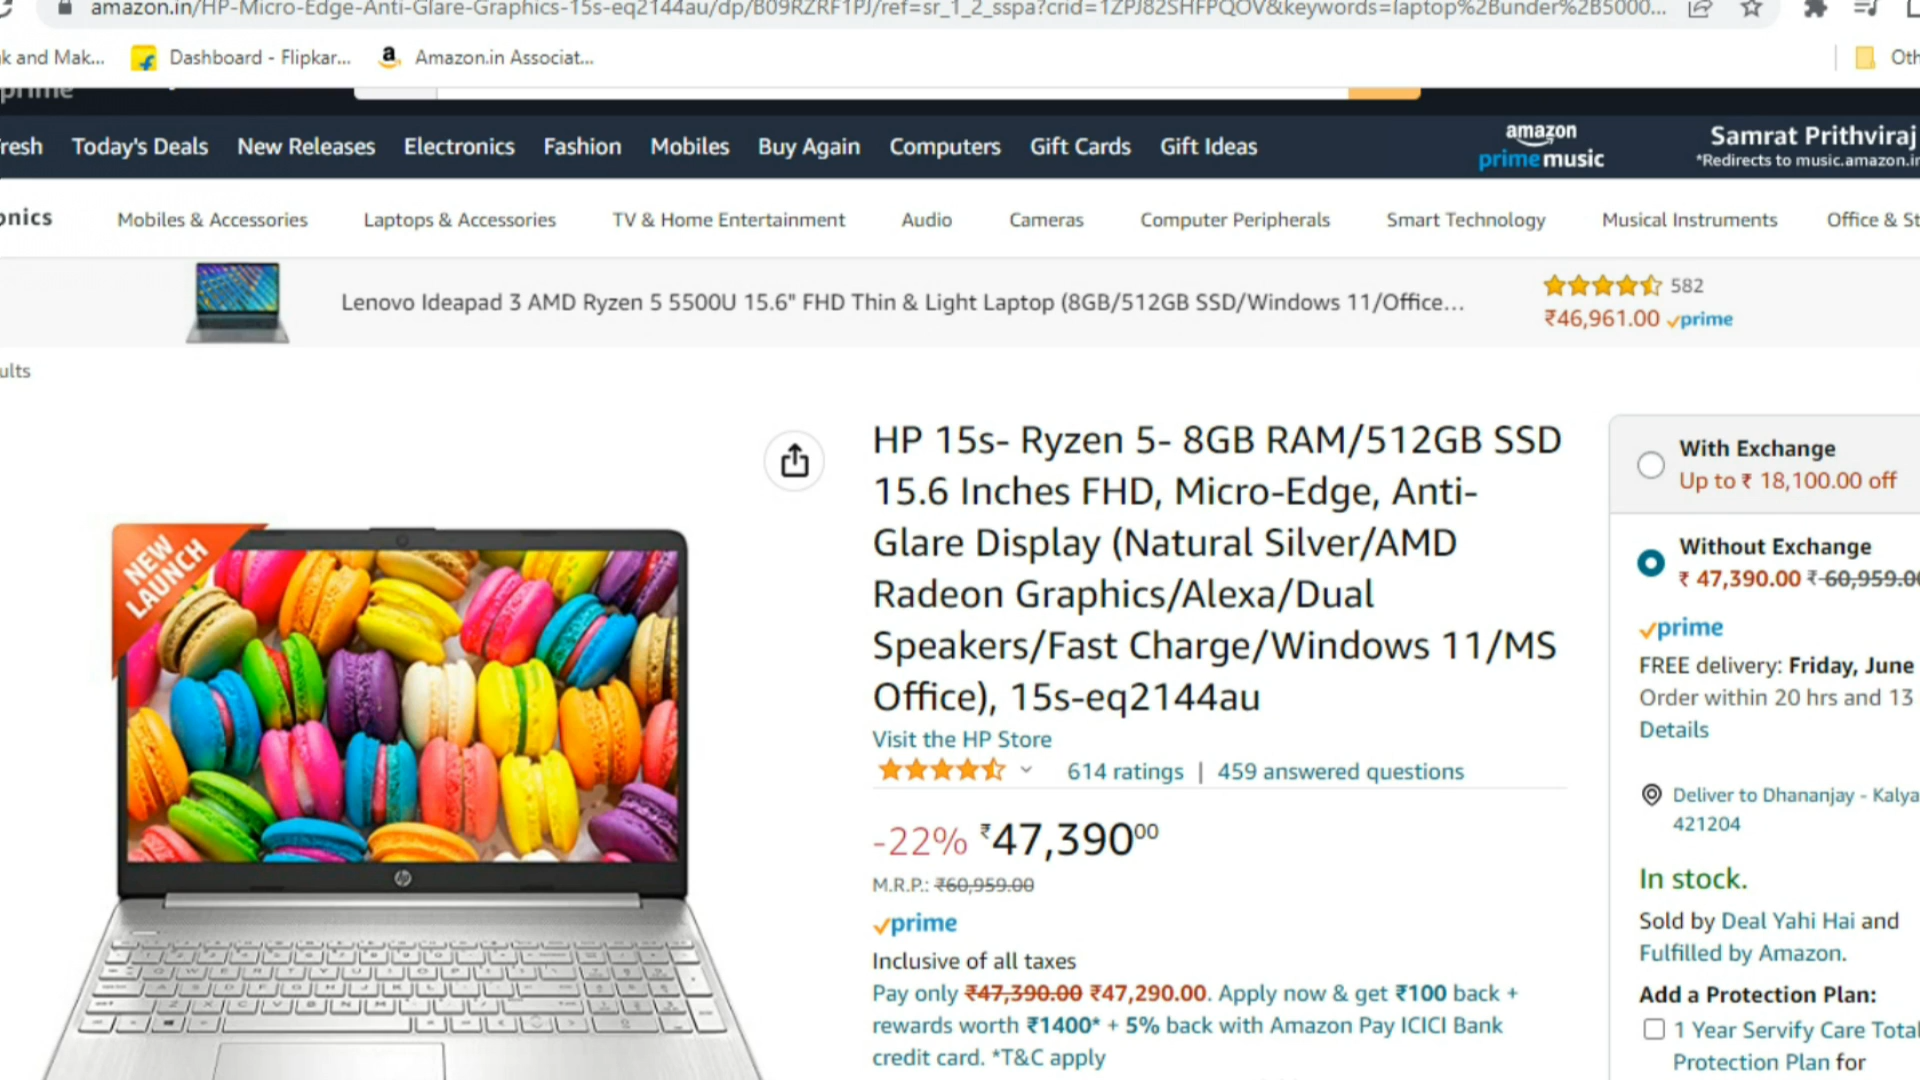 amazon.in/HP-Micro-Edge-Anti-Glare-Graphics-15s-eq2144au/dp/B09RZRF1PJ/ref=sr_1_2_sspa?crid=1ZPJ82SHFPQOV&keywords=laptop%2Bunder%2B5000...
k and Mak... Dashboard - Flipkar... Amazon.in Associat... Oth
prime
resh Today's Deals New Releases Electronics Fashion Mobiles Buy Again Computers Gift Cards Gift Ideas
amazon
prime music
Samrat Prithviraj
*Redirects to music.amazon.in
onics Mobiles & Accessories Laptops & Accessories TV & Home Entertainment Audio Cameras Computer Peripherals Smart Technology Musical Instruments Office & St
Lenovo Ideapad 3 AMD Ryzen 5 5500U 15.6" FHD Thin & Light Laptop (8GB/512GB SSD/Windows 11/Office...
582
₹46,961.00 prime
ults
NEW
LAUNCH
hp
HP 15s- Ryzen 5- 8GB RAM/512GB SSD
15.6 Inches FHD, Micro-Edge, Anti-
Glare Display (Natural Silver/AMD
Radeon Graphics/Alexa/Dual
Speakers/Fast Charge/Windows 11/MS
Office), 15s-eq2144au
Visit the HP Store
614 ratings | 459 answered questions
-22% ₹47,390 00
M.R.P.: ₹60,959.00
prime
Inclusive of all taxes
Pay only ₹47,390.00 ₹47,290.00. Apply now & get ₹100 back +
rewards worth ₹1400* + 5% back with Amazon Pay ICICI Bank
credit card. *T&C apply
With Exchange
Up to ₹ 18,100.00 off
Without Exchange
₹ 47,390.00 ₹ 60,959.00
prime
FREE delivery: Friday, June
Order within 20 hrs and 13
Details
Deliver to Dhananjay - Kalya
421204
In stock.
Sold by Deal Yahi Hai and
Fulfilled by Amazon.
Add a Protection Plan:
1 Year Servify Care Total
Protection Plan for